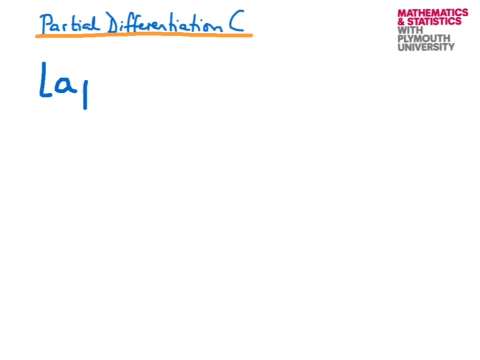 Partial Differentiation C
MATHEMATICS
& STATISTICS
WITH
PLYMOUTH
UNIVERSITY
La